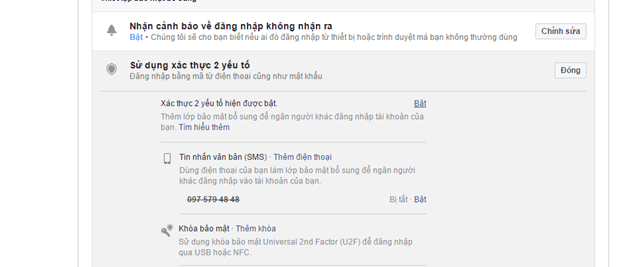 Nhận cảnh báo về đăng nhập không nhận ra
Bật • Chúng tôi sẽ cho bạn biết nếu ai đó đăng nhập từ thiết bị hoặc trình duyệt mà bạn không thường dùng
Chỉnh sửa
Sử dụng xác thực 2 yếu tố
Đăng nhập bằng mã từ điện thoại cũng như mật khẩu
Đóng
Xác thực 2 yếu tố hiện được bật.
Bật
Thêm lớp bảo mật bổ sung để ngăn người khác đăng nhập tài khoản của
bạn. Tìm hiểu thêm
Tin nhắn văn bản (SMS) · Thêm điện thoại
Dùng điện thoại của bạn làm lớp bảo mật bổ sung để ngăn người khác
đăng nhập vào tài khoản của bạn.
097 579 48 48
Bị tắt · Bật
Khóa bảo mật · Thêm khóa
Sử dụng khóa bảo mật Universal 2nd Factor (U2F) để đăng nhập
qua USB hoặc NFC.